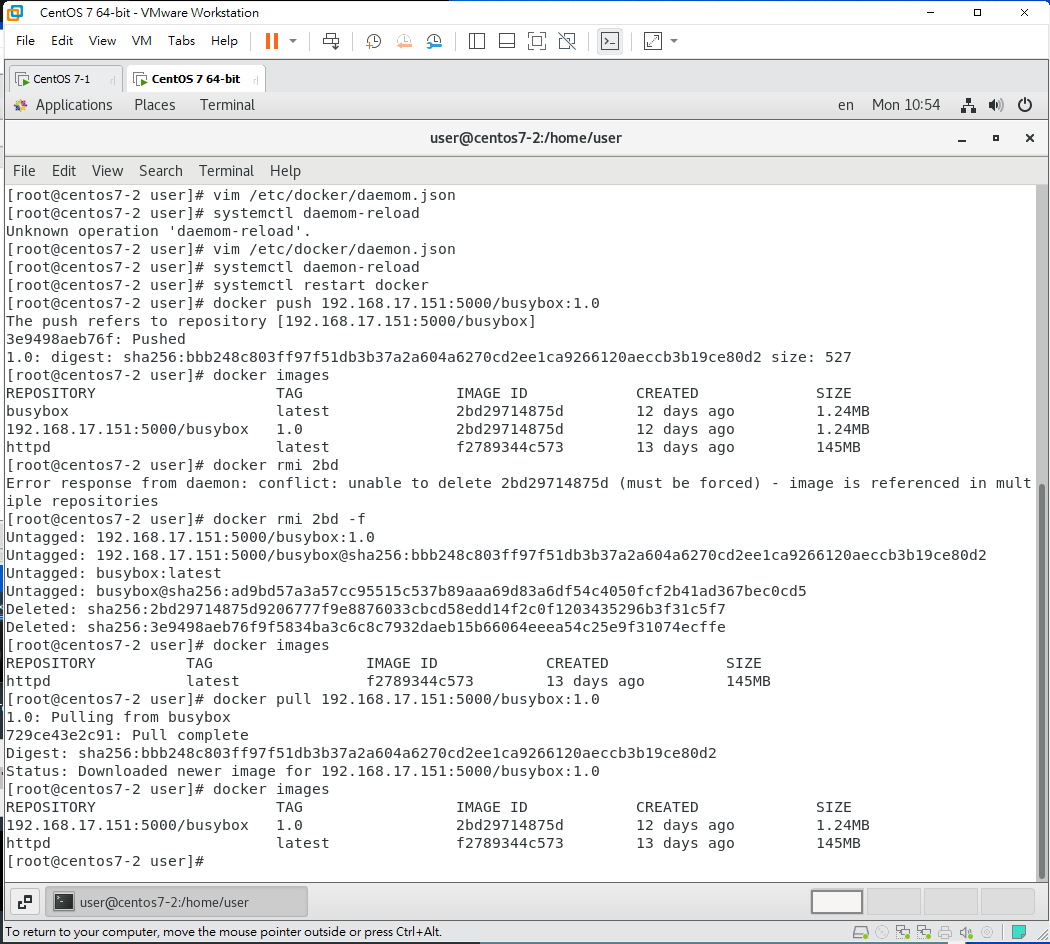 CentOS 7 64-bit - VMware Workstation
File Edit View VM Tabs Help
CentOS 7-1 CentOS 7 64-bit
Applications Places Terminal en Mon 10:54
user@centos7-2:/home/user
File Edit View Search Terminal Help
[root@centos7-2 user]# vim /etc/docker/daemom.json
[root@centos7-2 user]# systemctl daemom-reload
Unknown operation 'daemom-reload'.
[root@centos7-2 user]# vim /etc/docker/daemon.json
[root@centos7-2 user]# systemctl daemon-reload
[root@centos7-2 user]# systemctl restart docker
[root@centos7-2 user]# docker push 192.168.17.151:5000/busybox:1.0
The push refers to repository [192.168.17.151:5000/busybox]
3e9498aeb76f: Pushed
1.0: digest: sha256:bbb248c803ff97f51db3b37a2a604a6270cd2ee1ca9266120aeccb3b19ce80d2 size: 527
[root@centos7-2 user]# docker images
REPOSITORY TAG IMAGE ID CREATED SIZE
busybox latest 2bd29714875d 12 days ago 1.24MB
192.168.17.151:5000/busybox 1.0 2bd29714875d 12 days ago 1.24MB
httpd latest f2789344c573 13 days ago 145MB
[root@centos7-2 user]# docker rmi 2bd
Error response from daemon: conflict: unable to delete 2bd29714875d (must be forced) - image is referenced in mult
iple repositories
[root@centos7-2 user]# docker rmi 2bd -f
Untagged: 192.168.17.151:5000/busybox:1.0
Untagged: 192.168.17.151:5000/busybox@sha256:bbb248c803ff97f51db3b37a2a604a6270cd2ee1ca9266120aeccb3b19ce80d2
Untagged: busybox:latest
Untagged: busybox@sha256:ad9bd57a3a57cc95515c537b89aaa69d83a6df54c4050fcf2b41ad367bec0cd5
Deleted: sha256:2bd29714875d9206777f9e8876033cbcd58edd14f2c0f1203435296b3f31c5f7
Deleted: sha256:3e9498aeb76f9f5834ba3c6c8c7932daeb15b66064eeea54c25e9f31074ecffe
[root@centos7-2 user]# docker images
REPOSITORY TAG IMAGE ID CREATED SIZE
httpd latest f2789344c573 13 days ago 145MB
[root@centos7-2 user]# docker pull 192.168.17.151:5000/busybox:1.0
1.0: Pulling from busybox
729ce43e2c91: Pull complete
Digest: sha256:bbb248c803ff97f51db3b37a2a604a6270cd2ee1ca9266120aeccb3b19ce80d2
Status: Downloaded newer image for 192.168.17.151:5000/busybox:1.0
[root@centos7-2 user]# docker images
REPOSITORY TAG IMAGE ID CREATED SIZE
192.168.17.151:5000/busybox 1.0 2bd29714875d 12 days ago 1.24MB
httpd latest f2789344c573 13 days ago 145MB
[root@centos7-2 user]#
user@centos7-2:/home/user
To return to your computer, move the mouse pointer outside or press Ctrl+Alt.